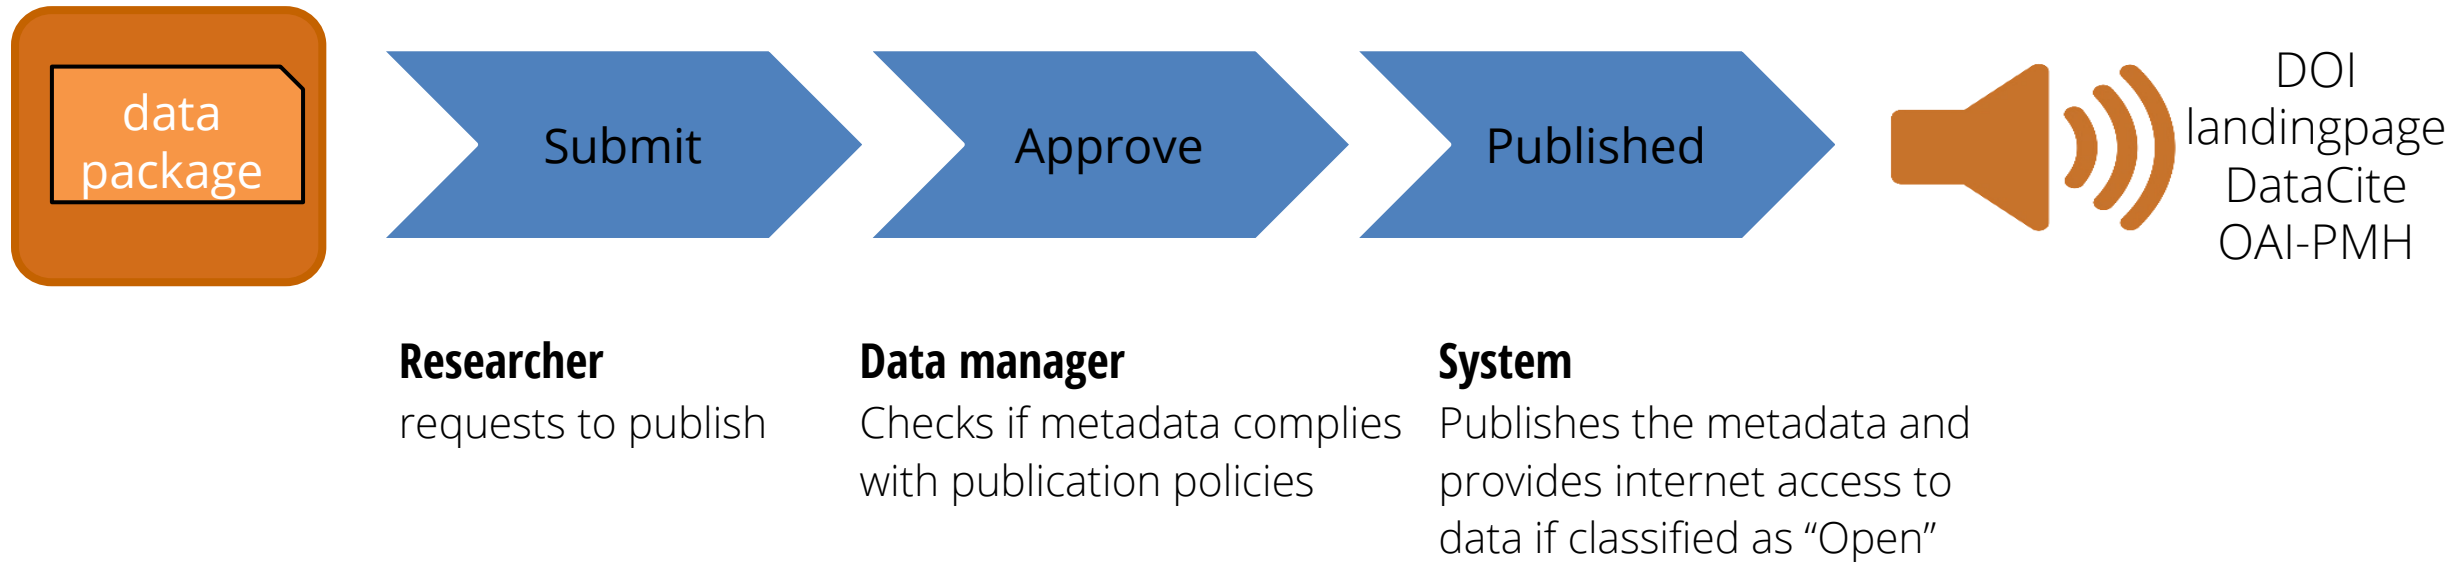 data
package
Submit
Approve
Published
DOI
landingpage
DataCite
OAI-PMH
Researcher
requests to publish
Data manager
Checks if metadata complies
with publication policies
System
Publishes the metadata and
provides internet access to
data if classified as “Open”